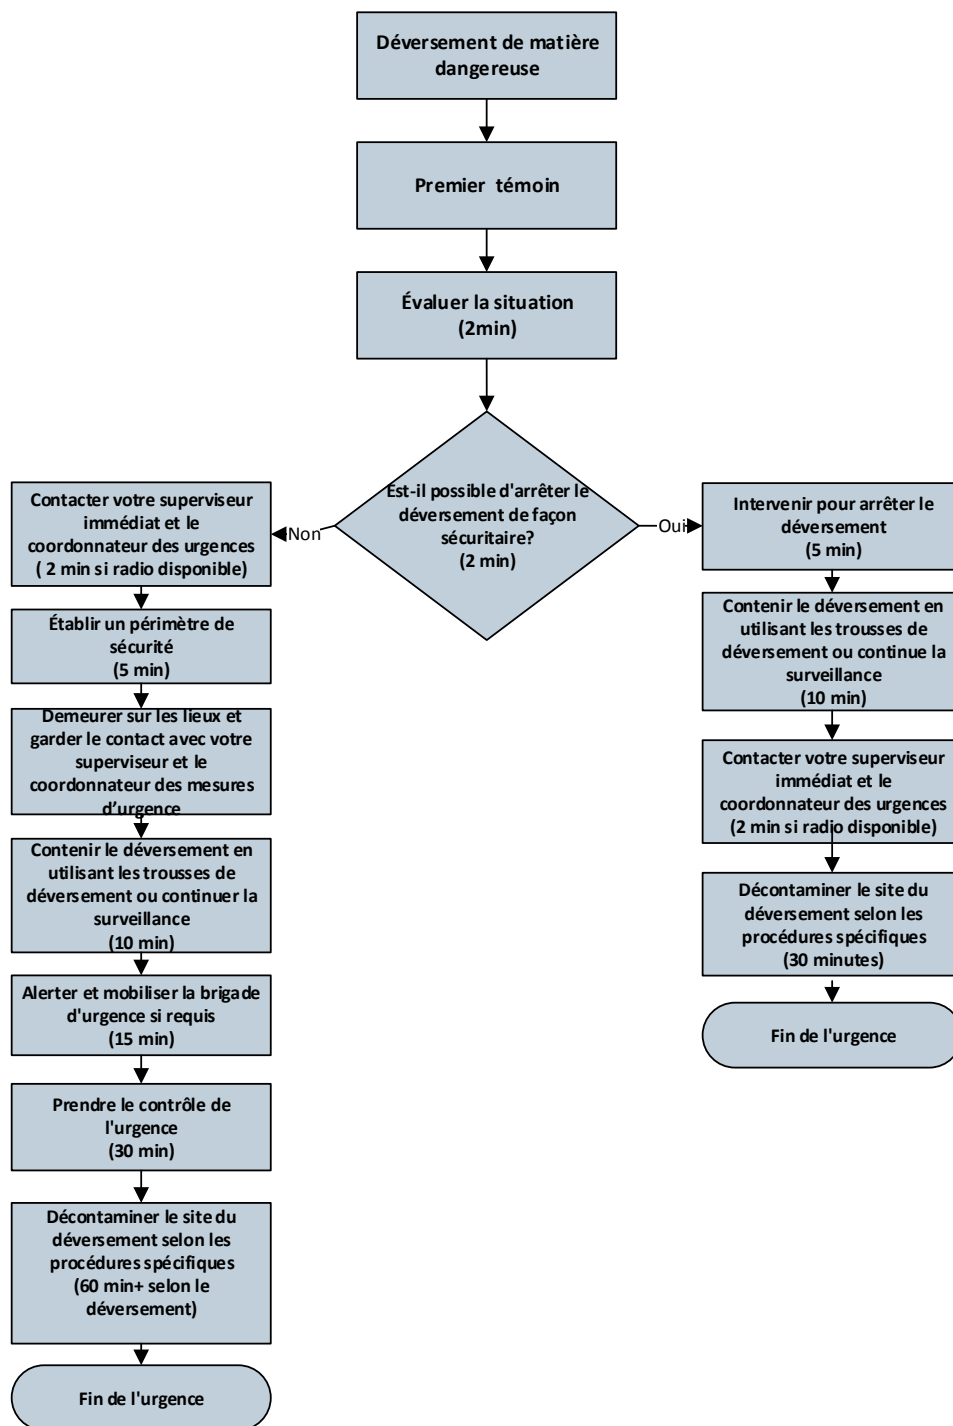 Déversement de matière
dangereuse
Premier témoin
Évaluer la situation
(2min)
Est-il possible d'arrêter le
déversement de façon
sécuritaire?
(2 min)
Non
Oui
Contacter votre superviseur
immédiat et le
coordonnateur des urgences
( 2 min si radio disponible)
Établir un périmètre de
sécurité
(5 min)
Demeurer sur les lieux et
garder le contact avec votre
superviseur et le
coordonnateur des mesures
d’urgence
Contenir le déversement en
utilisant les trousses de
déversement ou continuer la
surveillance
(10 min)
Alerter et mobiliser la brigade
d'urgence si requis
(15 min)
Prendre le contrôle de
l'urgence
(30 min)
Décontaminer le site du
déversement selon les
procédures spécifiques
(60 min+ selon le
déversement)
Fin de l'urgence
Intervenir pour arrêter le
déversement
(5 min)
Contenir le déversement en
utilisant les trousses de
déversement ou continue la
surveillance
(10 min)
Contacter votre superviseur
immédiat et le
coordonnateur des urgences
(2 min si radio disponible)
Décontaminer le site du
déversement selon les
procédures spécifiques
(30 minutes)
Fin de l'urgence